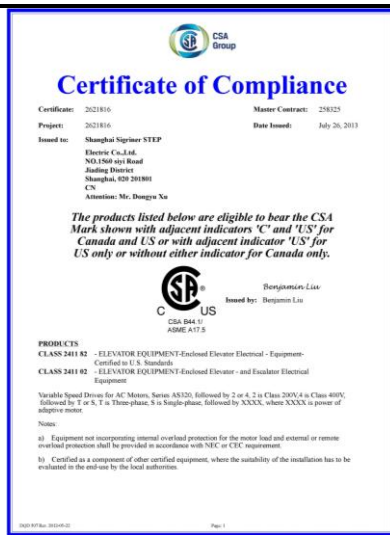 CSA
Group
Certificate of Compliance
Certificate: 2621816 Master Contract: 258325
Project: 2621816 Date Issued: July 26, 2013
Issued to: Shanghai Sigriner STEP
Electric Co.,Ltd.
NO.1560 siyi Road
Jiading District
Shanghai, 020 201801
CN
Attention: Mr. Dongyu Xu
The products listed below are eligible to bear the CSA
Mark shown with adjacent indicators 'C' and 'US' for
Canada and US or with adjacent indicator 'US' for
US only or without either indicator for Canada only.
Benjamin Liu
Issued by: Benjamin Liu
C US
CSA B44.1/
ASME A17.5
PRODUCTS
CLASS 2411 82 - ELEVATOR EQUIPMENT-Enclosed Elevator Electrical - Equipment-
Certified to U.S. Standards
CLASS 2411 02 - ELEVATOR EQUIPMENT-Enclosed Elevator - and Escalator Electrical
Equipment
Variable Speed Drives for AC Motors, Series AS320, followed by 2 or 4, 2 is Class 200V,4 is Class 400V,
followed by T or S, T is Three-phase, S is Single-phase, followed by XXXX, where XXXX is power of
adaptive motor.
Notes:
a) Equipment not incorporating internal overload protection for the motor load and external or remote
overload protection shall be provided in accordance with NEC or CEC requirement.
b) Certified as a component of other certified equipment, where the suitability of the installation has to be
evaluated in the end-use by the local authorities.
Page: 1